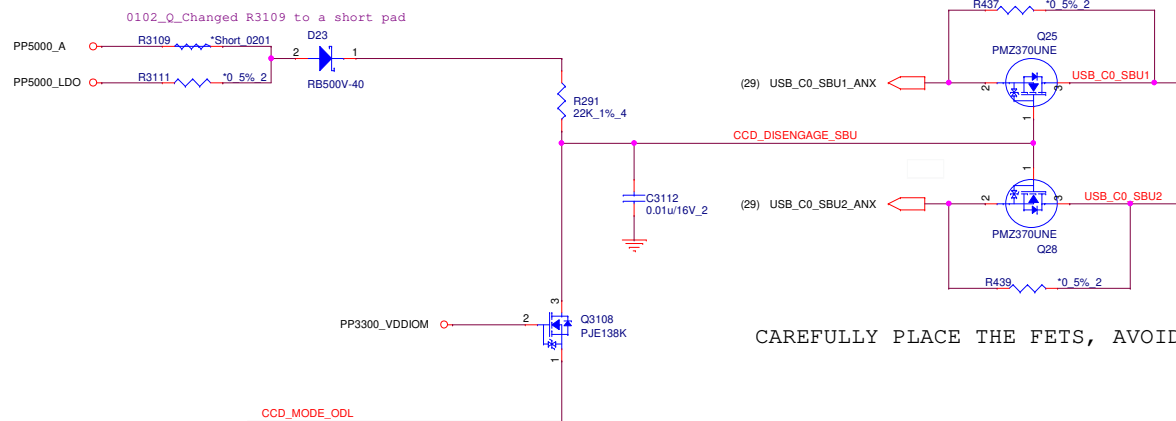 0102_Q_Changed R3109 to a short pad
R437 *0_5%_2
PP5000_A R3109 *Short_0201
D23
2 1
RB500V-40
PP5000_LDO R3111 *0_5%_2
Q25
PMZ370UNE
(29) USB_C0_SBU1_ANX 2 3 USB_C0_SBU1
1
R291
22K_1%_4
CCD_DISENGAGE_SBU
1
C3112
0.01u/16V_2
(29) USB_C0_SBU2_ANX 2 3 USB_C0_SBU2
PMZ370UNE
Q28
R439 *0_5%_2
PP3300_VDDIOM 2
3
Q3108
PJE138K
1
CAREFULLY PLACE THE FETS, AVOID
CCD_MODE_ODL